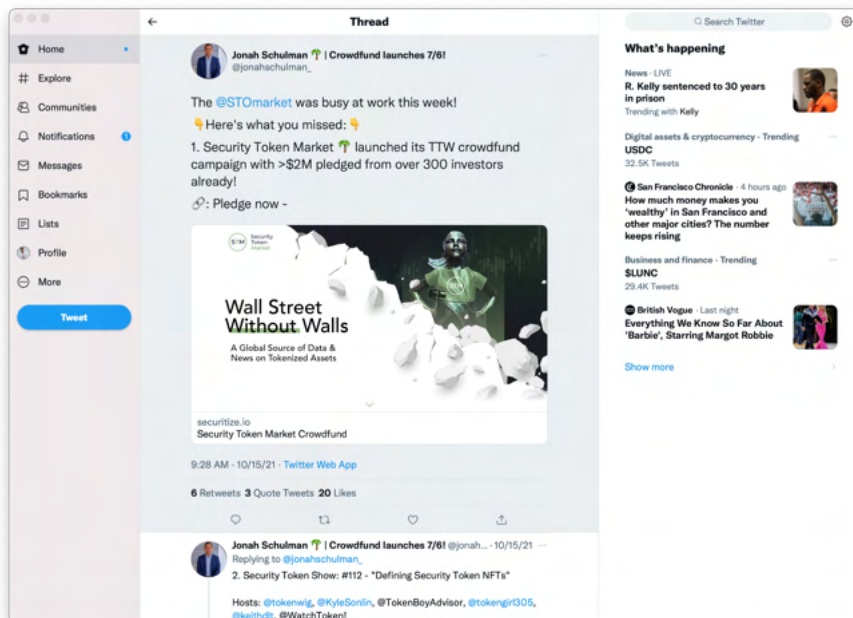 Thread
Search Twitter
Home
Explore
Communities
Notifications
1
Messages
Bookmarks
Lists
Profile
More
Tweet
Jonah Schulman 🌴 | Crowdfund launches 7/6!
@jonahschulman_
The @STOmarket was busy at work this week!
👇Here's what you missed: 👇
1. Security Token Market 🌴 launched its TTW crowdfund
campaign with >$2M pledged from over 300 investors
already!
🔗: Pledge now -
STM
Security
Token
Market
Wall Street
Without Walls
A Global Source of Data &
News on Tokenized Assets
STM
securitize.io
Security Token Market Crowdfund
9:28 AM · 10/15/21 · Twitter Web App
6 Retweets 3 Quote Tweets 20 Likes
Jonah Schulman 🌴 | Crowdfund launches 7/6! @jonah... · 10/15/21
Replying to @jonahschulman_
2. Security Token Show: #112 - "Defining Security Token NFTs"
Hosts: @tokenwig, @KyleSonlin, @TokenBoyAdvisor, @tokengirl305,
@keithdlt, @WatchToken!
What's happening
News · LIVE
R. Kelly sentenced to 30 years
in prison
Trending with Kelly
Digital assets & cryptocurrency · Trending
USDC
32.5K Tweets
San Francisco Chronicle · 4 hours ago
How much money makes you
'wealthy' in San Francisco and
other major cities? The number
keeps rising
Business and finance · Trending
$LUNC
29.4K Tweets
British Vogue · Last night
Everything We Know So Far About
'Barbie', Starring Margot Robbie
Show more